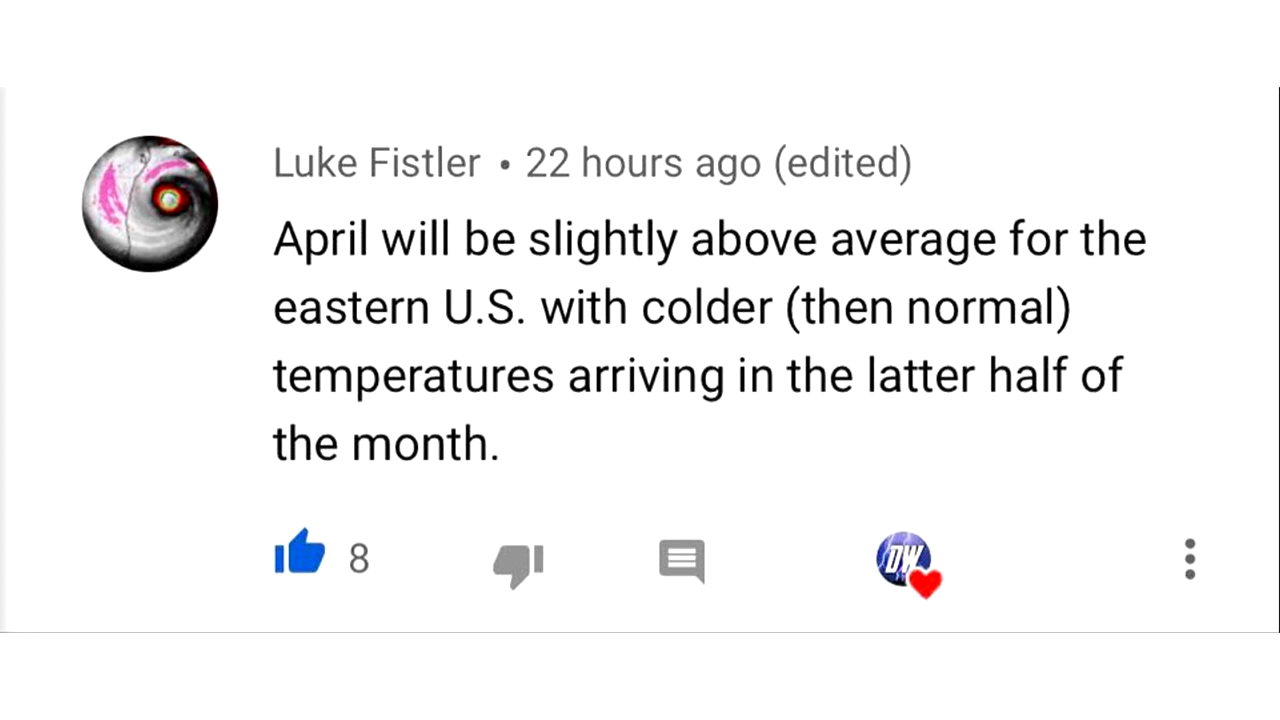 Luke Fistler • 22 hours ago (edited)
April will be slightly above average for the
eastern U.S. with colder (then normal)
temperatures arriving in the latter half of
the month.
8
DW